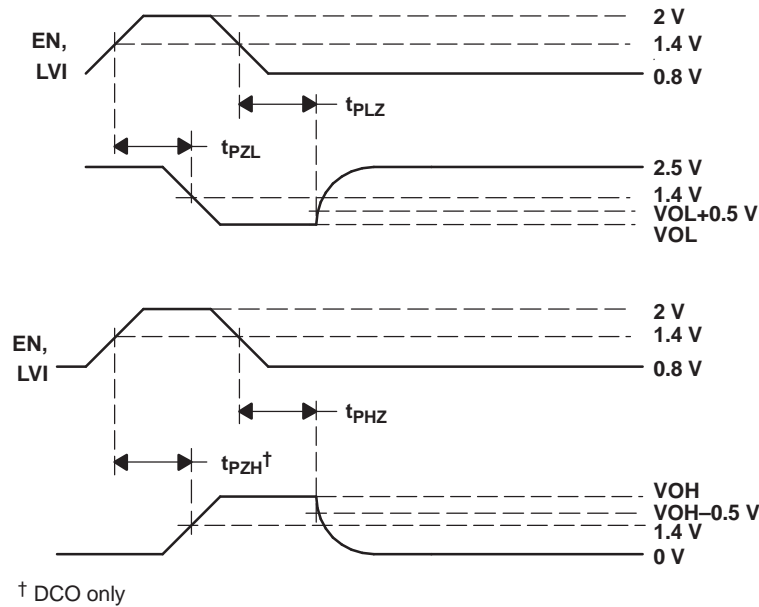 2 V
EN,
1.4 V
LVI
0.8 V
tPLZ
tPZL
2.5 V
1.4 V
VOL+0.5 V
VOL
2 V
EN,
1.4 V
LVI
0.8 V
tPHZ
tPZH†
VOH
VOH–0.5 V
1.4 V
0 V
† DCO only